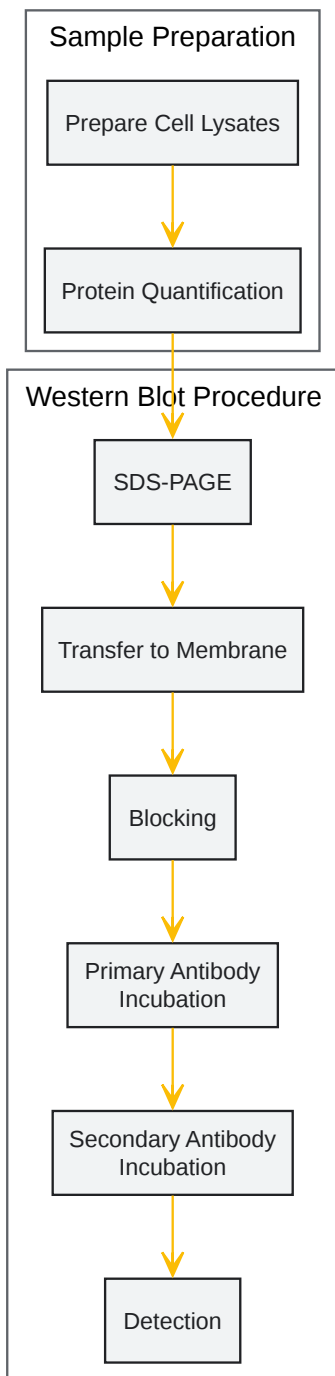 Sample Preparation
Prepare Cell Lysates
Protein Quantification
Western Blot Procedure
SDS-PAGE
Transfer to Membrane
Blocking
Primary Antibody
Incubation
Secondary Antibody
Incubation
Detection